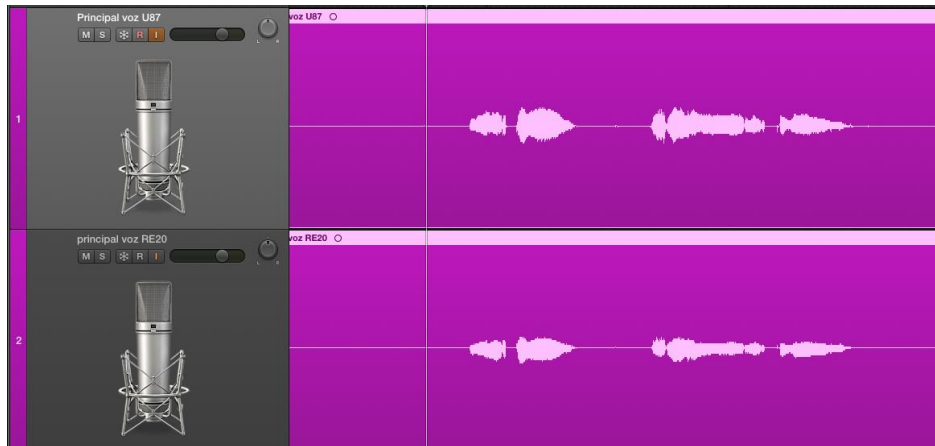 Principal voz U87
M S R I
L R
1
voz U87
principal voz RE20
M S R I
L R
2
voz RE20